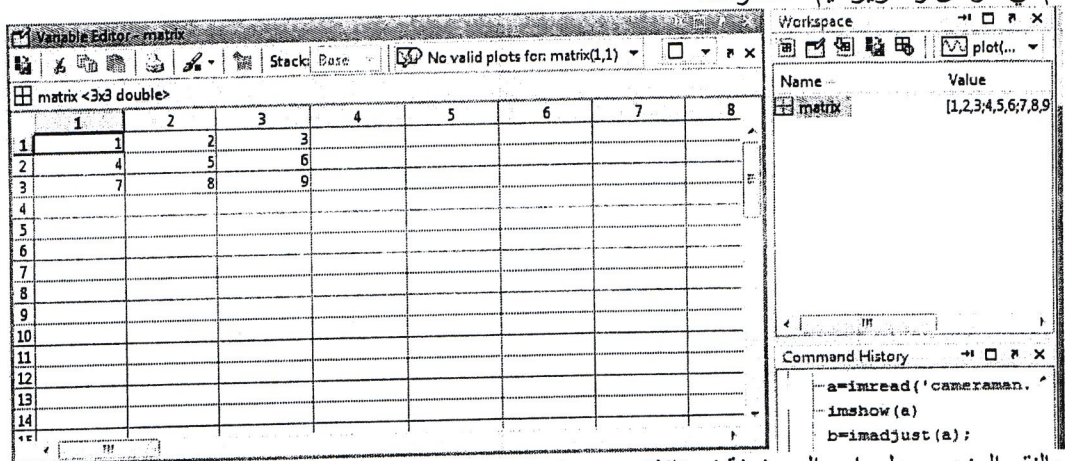 Variable Editor - matrix
Stack: Base
No valid plots for: matrix(1,1)
matrix <3x3 double>
1 2 3 4 5 6 7 8
1 1 2 3
2 4 5 6
3 7 8 9
4
5
6
7
8
9
10
11
12
13
14
15
Workspace
plot(...
Name Value
matrix [1,2,3;4,5,6;7,8,9
Command History
a=imread('cameraman.
imshow(a)
b=imadjust(a);